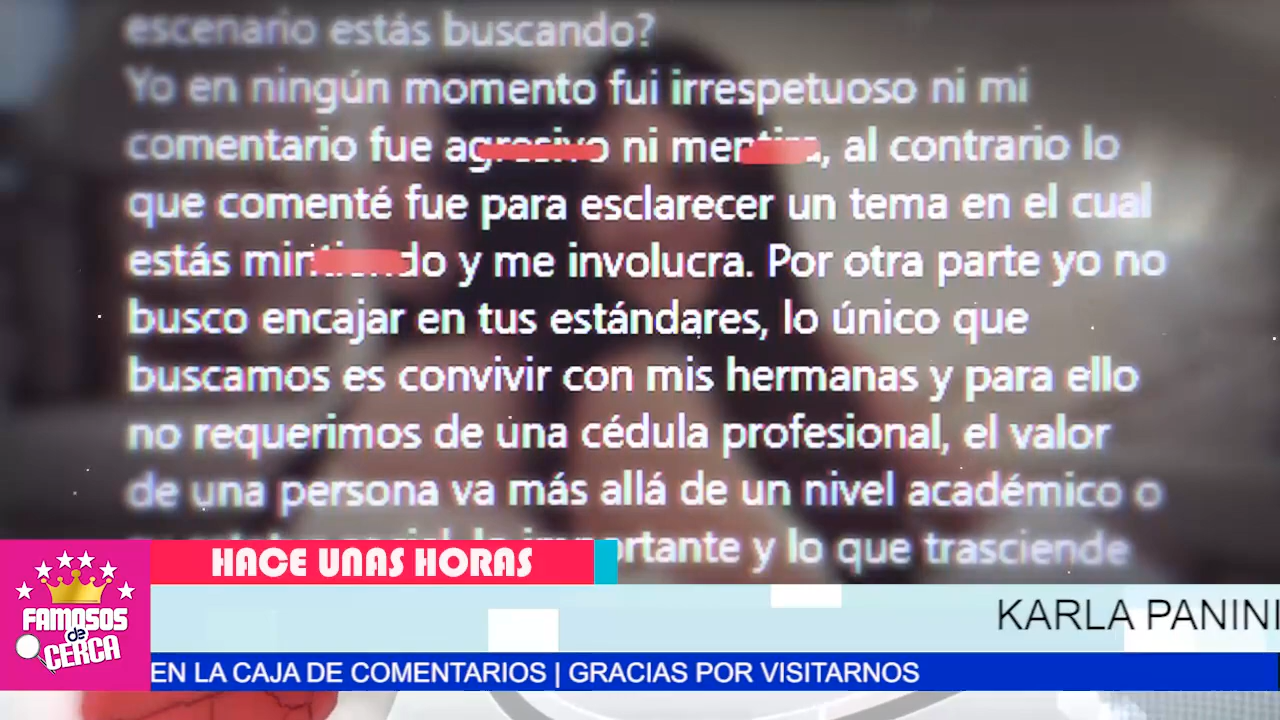 escenario estás buscando?
Yo en ningún momento fui irrespetuoso ni mi
comentario fue agresivo ni mentira, al contrario lo
que comenté fue para esclarecer un tema en el cual
estás mintiendo y me involucra. Por otra parte yo no
busco encajar en tus estándares, lo único que
buscamos es convivir con mis hermanas y para ello
no requerimos de una cédula profesional, el valor
de una persona va más allá de un nivel académico o
y lo que trasciende
HACE UNAS HORAS
FAMOSOS
de
CERCA
KARLA PANINI
EN LA CAJA DE COMENTARIOS | GRACIAS POR VISITARNOS